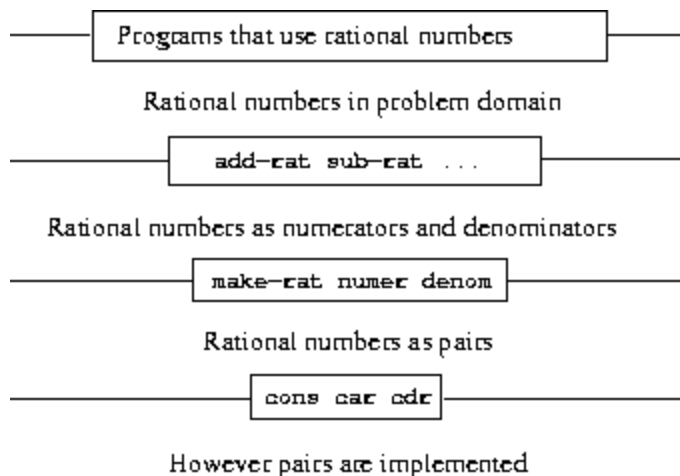 Programs that use rational numbers
Rational numbers in problem domain
add-rat sub-rat ...
Rational numbers as numerators and denominators
make-rat numer denom
Rational numbers as pairs
cons car cdr
However pairs are implemented